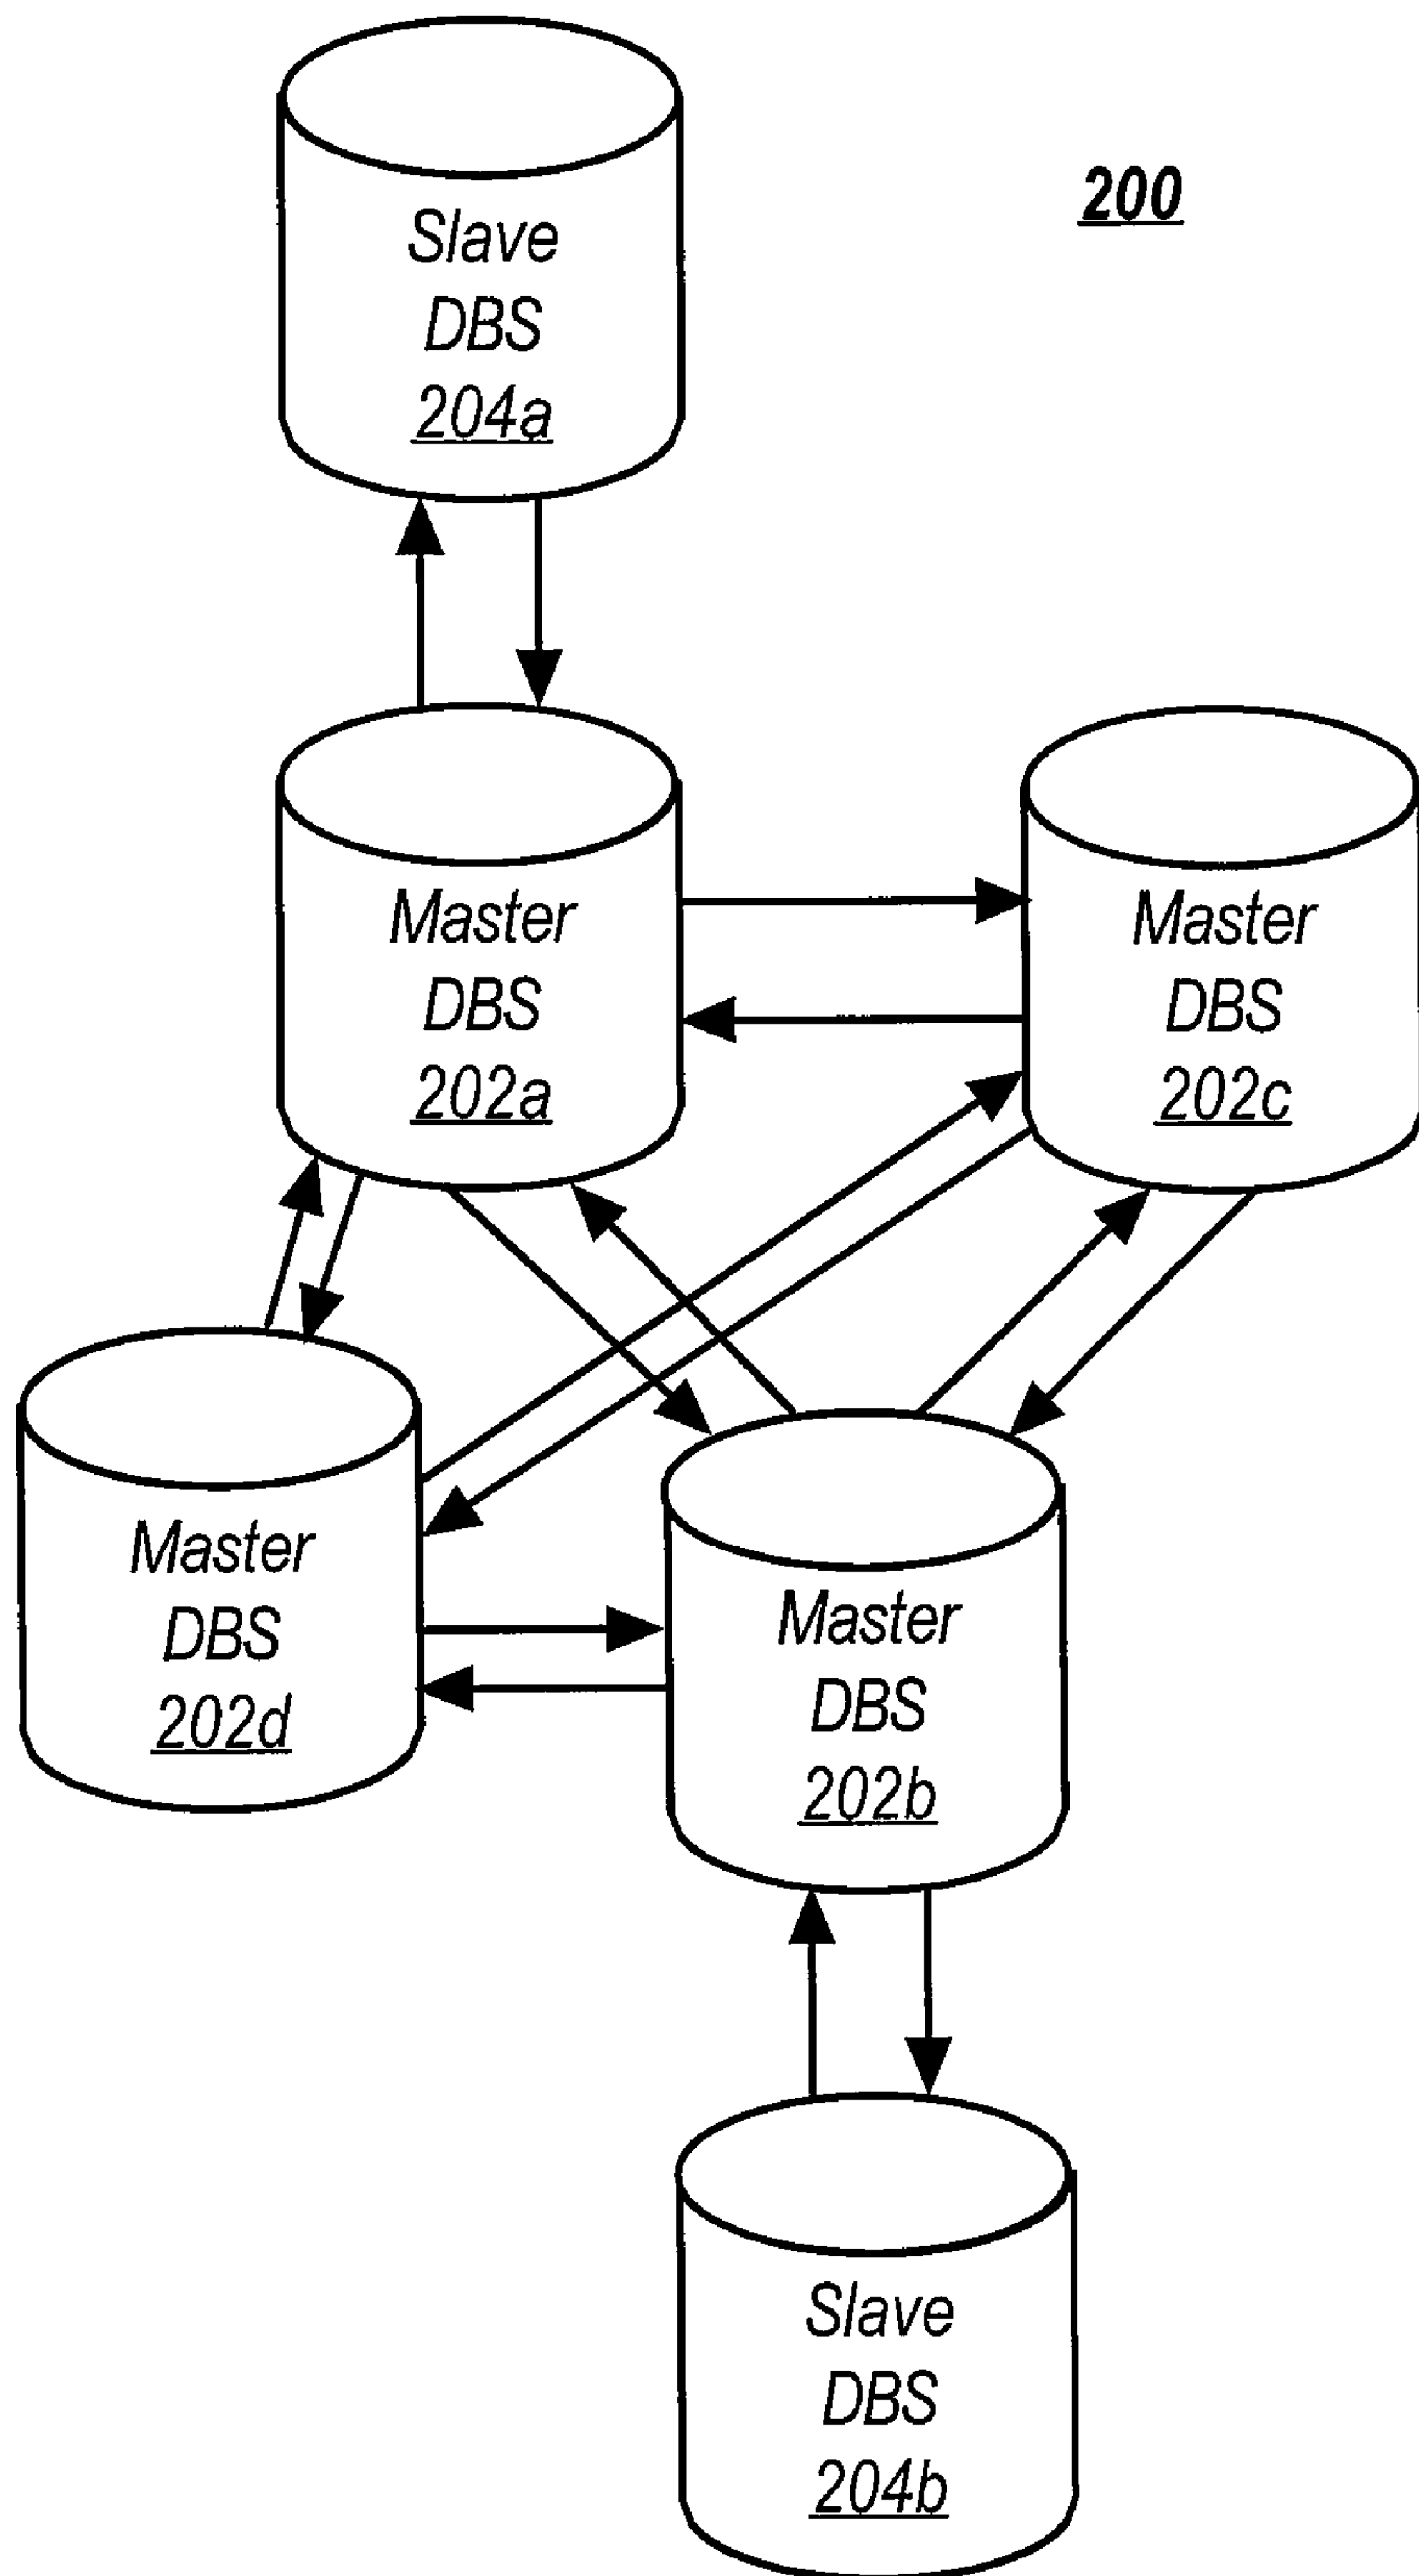 200
Slave
DBS
204a
Master
DBS
202a
Master
DBS
202c
Master
DBS
202d
Master
DBS
202b
Slave
DBS
204b